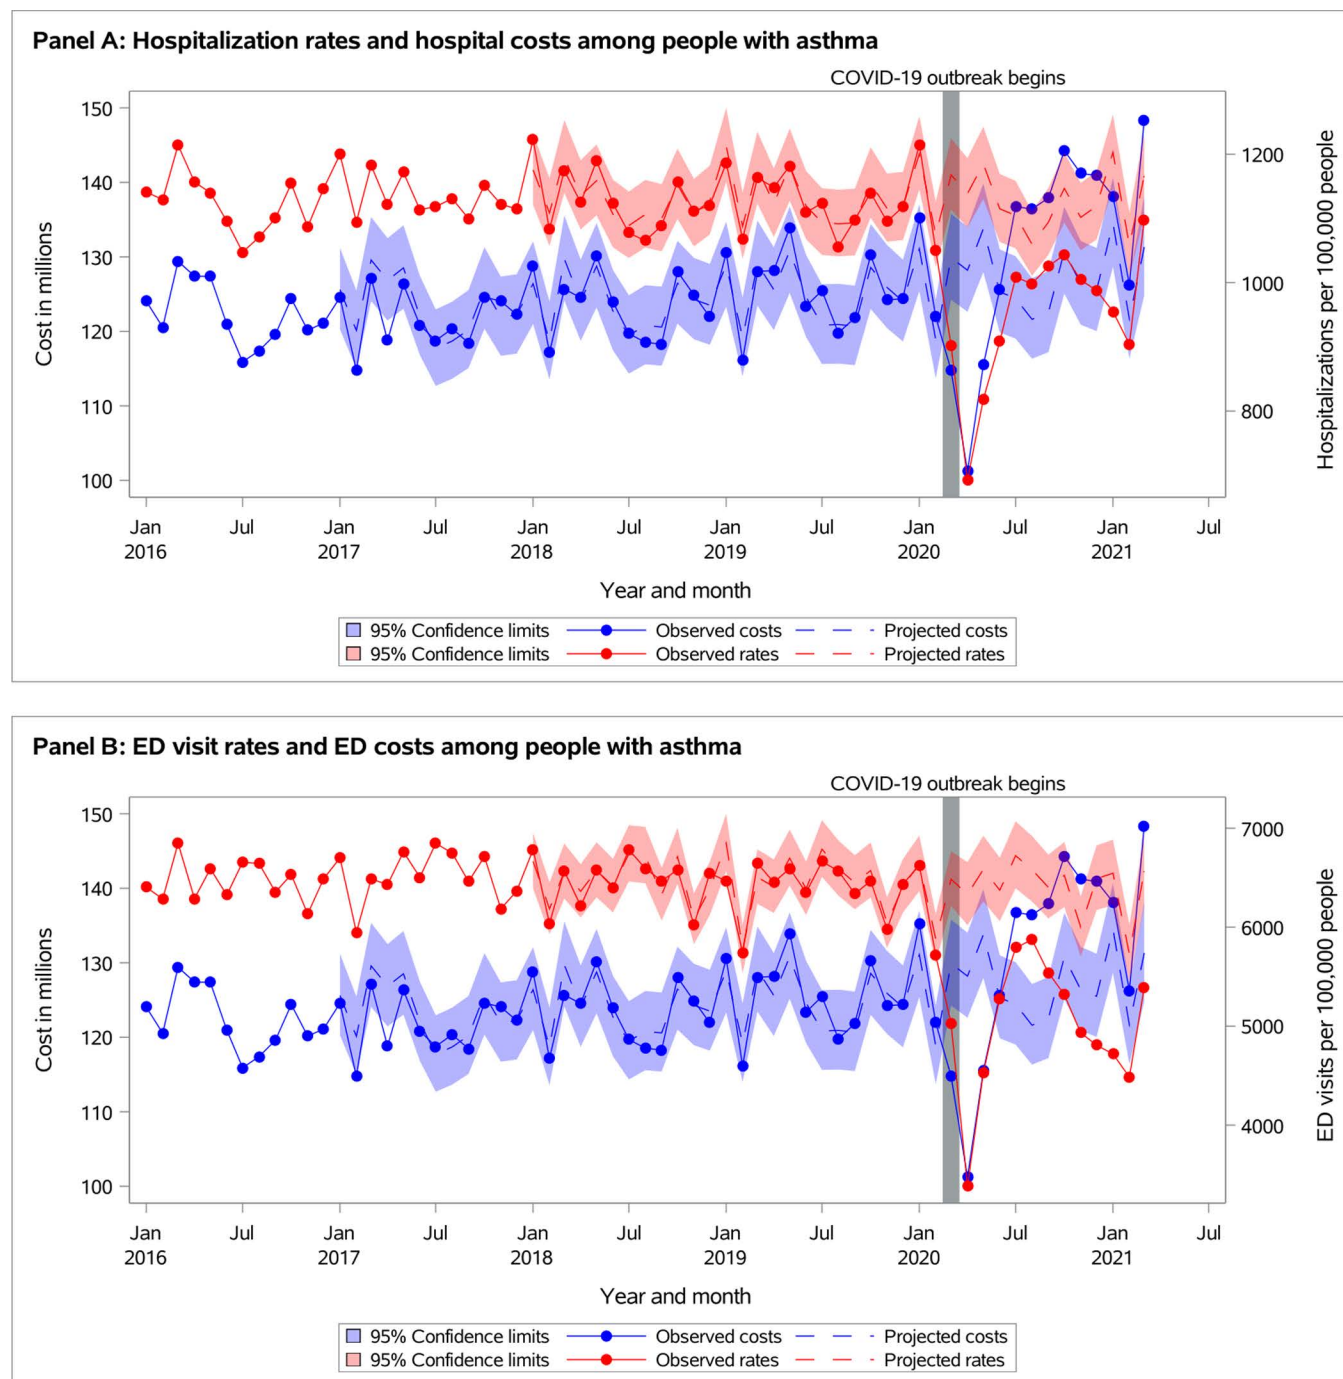 Panel A: Hospitalization rates and hospital costs among people with asthma
COVID-19 outbreak begins
150
140
130
120
110
100
Cost in millions
1200
1000
800
Hospitalizations per 100,000 people
Jan Jul Jan Jul Jan Jul Jan Jul Jan Jul Jan Jul
2016 2017 2018 2019 2020 2021
Year and month
95% Confidence limits Observed costs Projected costs
95% Confidence limits Observed rates Projected rates
Panel B: ED visit rates and ED costs among people with asthma
COVID-19 outbreak begins
150
140
130
120
110
100
Cost in millions
7000
6000
5000
4000
ED visits per 100,000 people
Jan Jul Jan Jul Jan Jul Jan Jul Jan Jul Jan Jul
2016 2017 2018 2019 2020 2021
Year and month
95% Confidence limits Observed costs Projected costs
95% Confidence limits Observed rates Projected rates